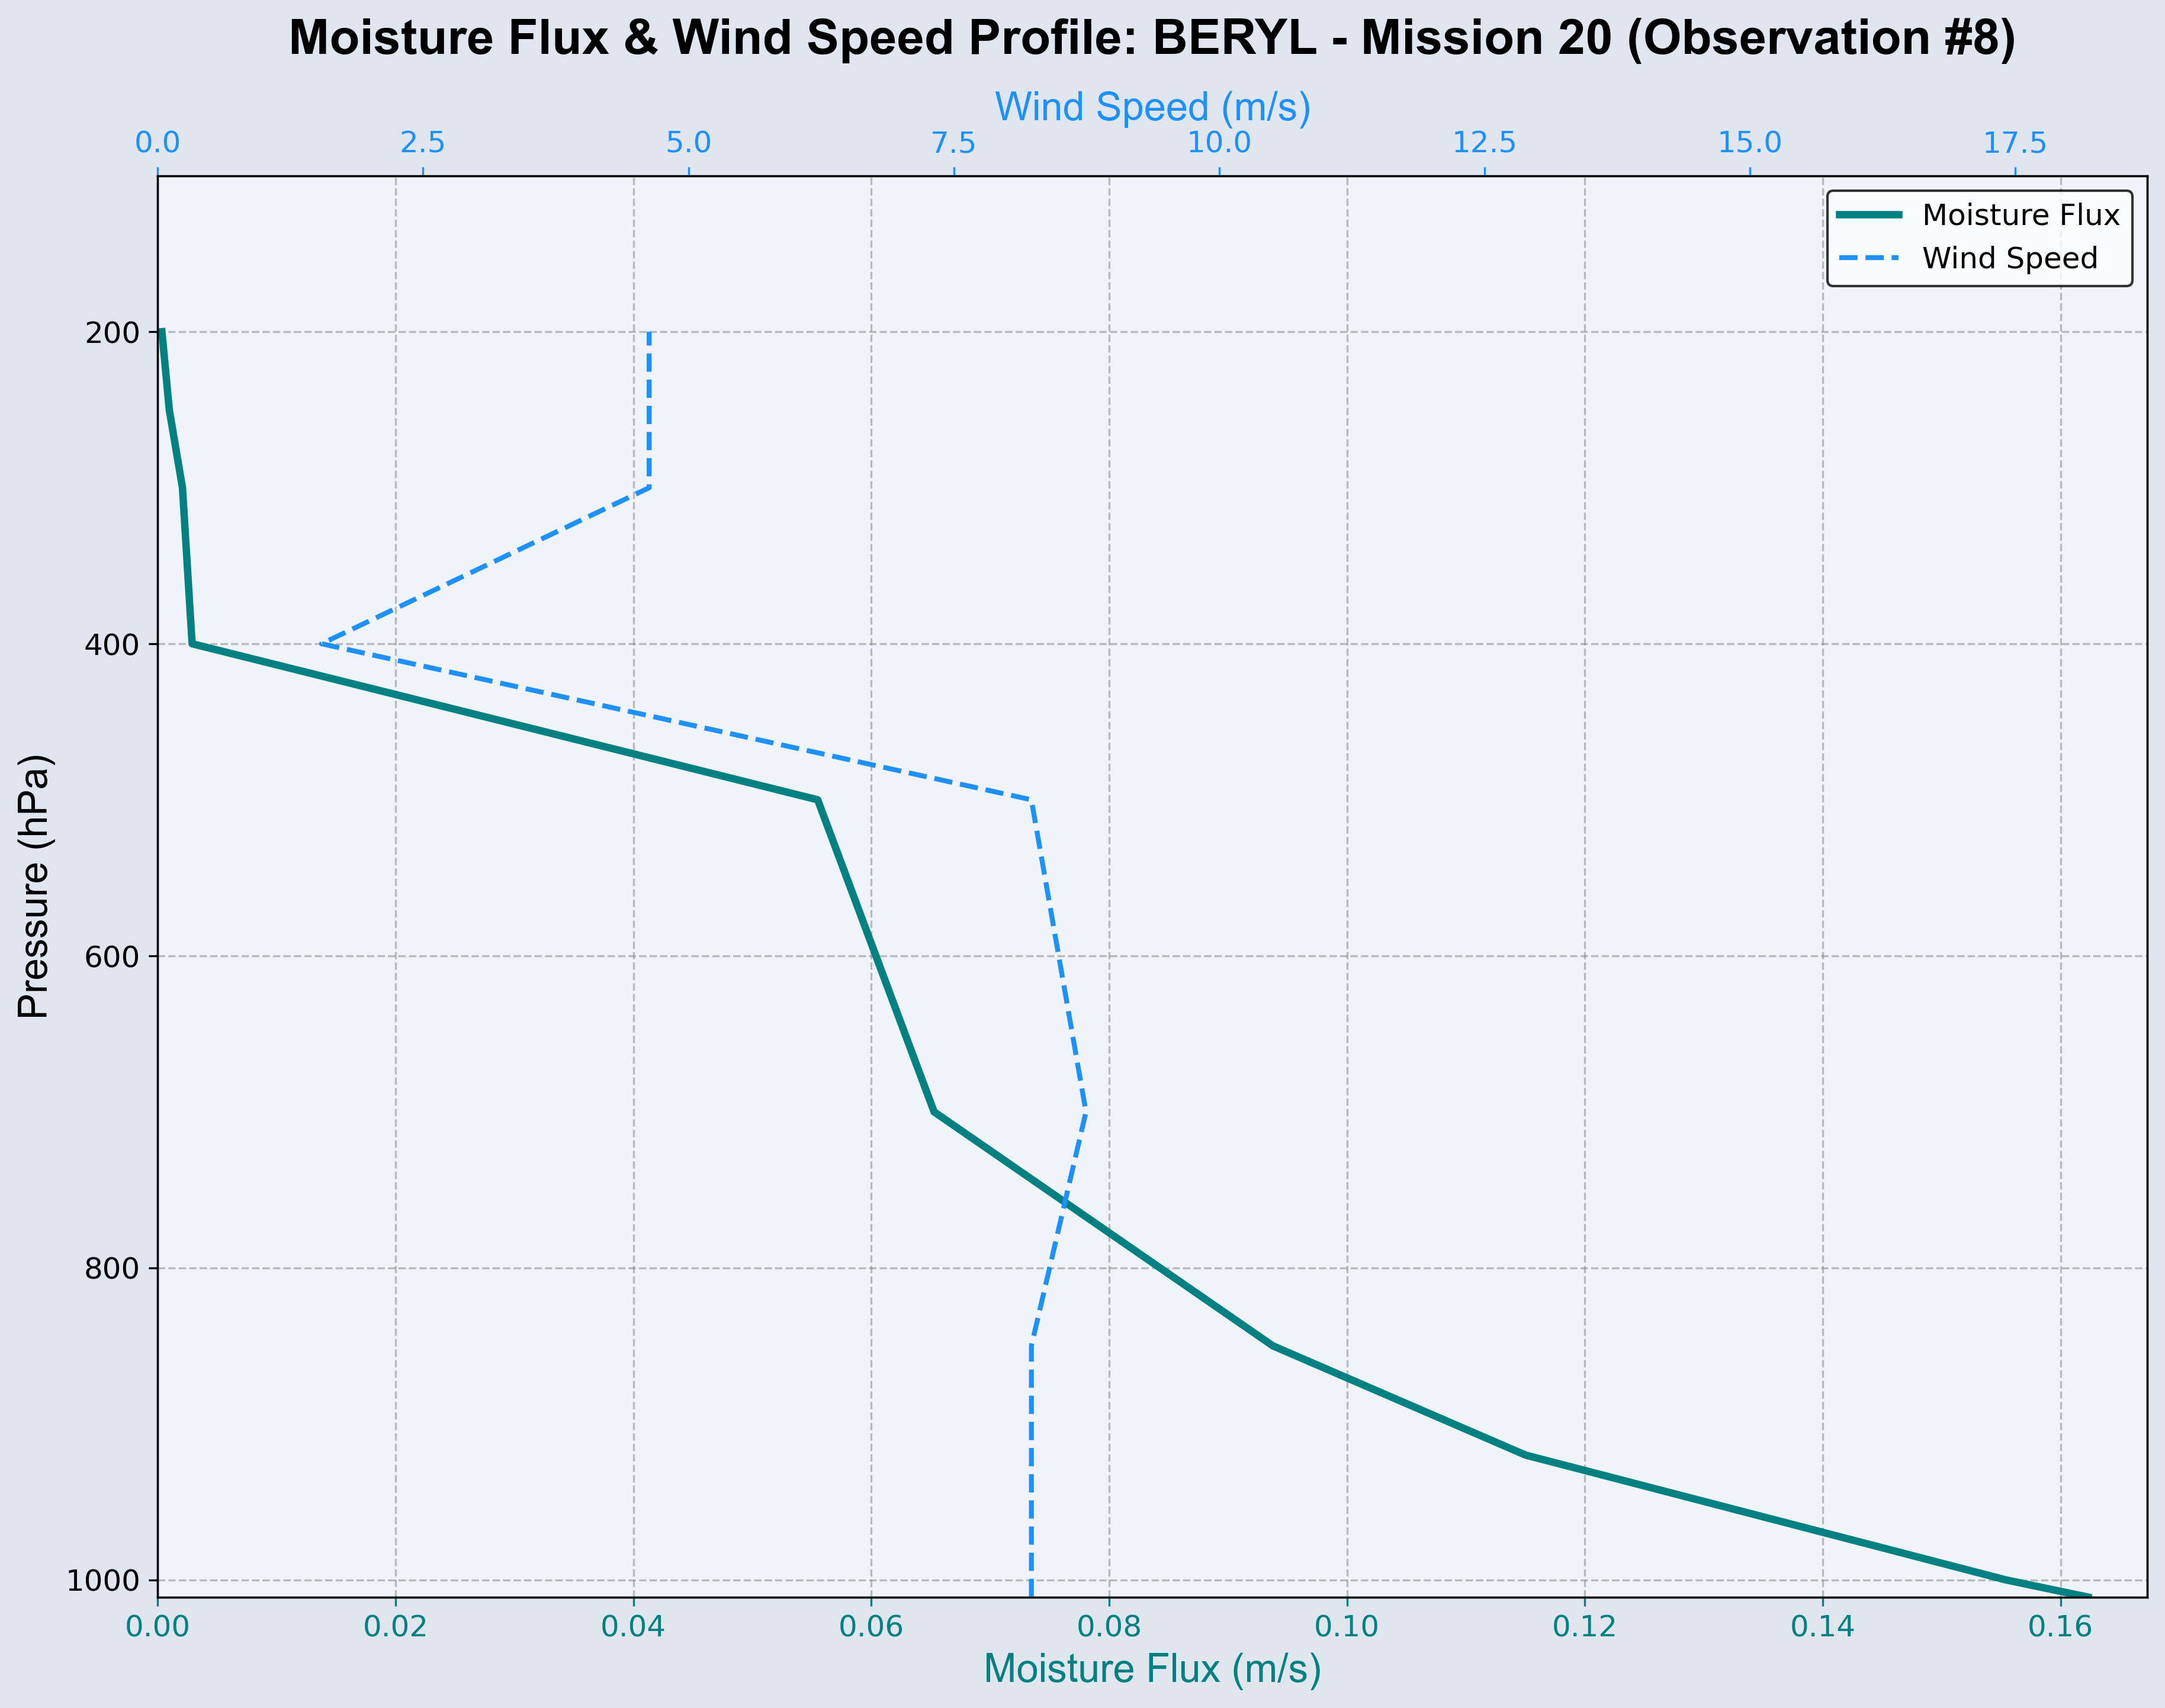 Moisture Flux & Wind Speed Profile: BERYL - Mission 20 (Observation #8)
Wind Speed (m/s)
0.0 2.5 5.0 7.5 10.0 12.5 15.0 17.5
Moisture Flux
Wind Speed
200
400
600
800
1000
Pressure (hPa)
0.00 0.02 0.04 0.06 0.08 0.10 0.12 0.14 0.16
Moisture Flux (m/s)